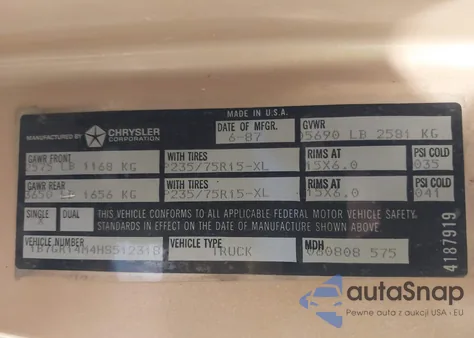 MADE IN U.S.A.
MANUFACTURED BY CHRYSLER CORPORATION
DATE OF MFGR. GVWR
6-87 05690 LB 2581 KG
GAWR FRONT WITH TIRES RIMS AT PSI COLD
2575 LB 1168 KG P235/75R15-XL 15X6.0 035
GAWR REAR WITH TIRES RIMS AT PSI COLD
3650 LB 1656 KG P235/75R15-XL 15X6.0 041
SINGLE DUAL THIS VEHICLE CONFORMS TO ALL APPLICABLE FEDERAL MOTOR VEHICLE SAFETY
X STANDARDS IN EFFECT ON THE DATE OF MANUFACTURE SHOWN ABOVE.
VEHICLE NUMBER VEHICLE TYPE MDH
TRUCK 060808 575
4187919
autoSnap
Pewne auta z aukcji USA i EU